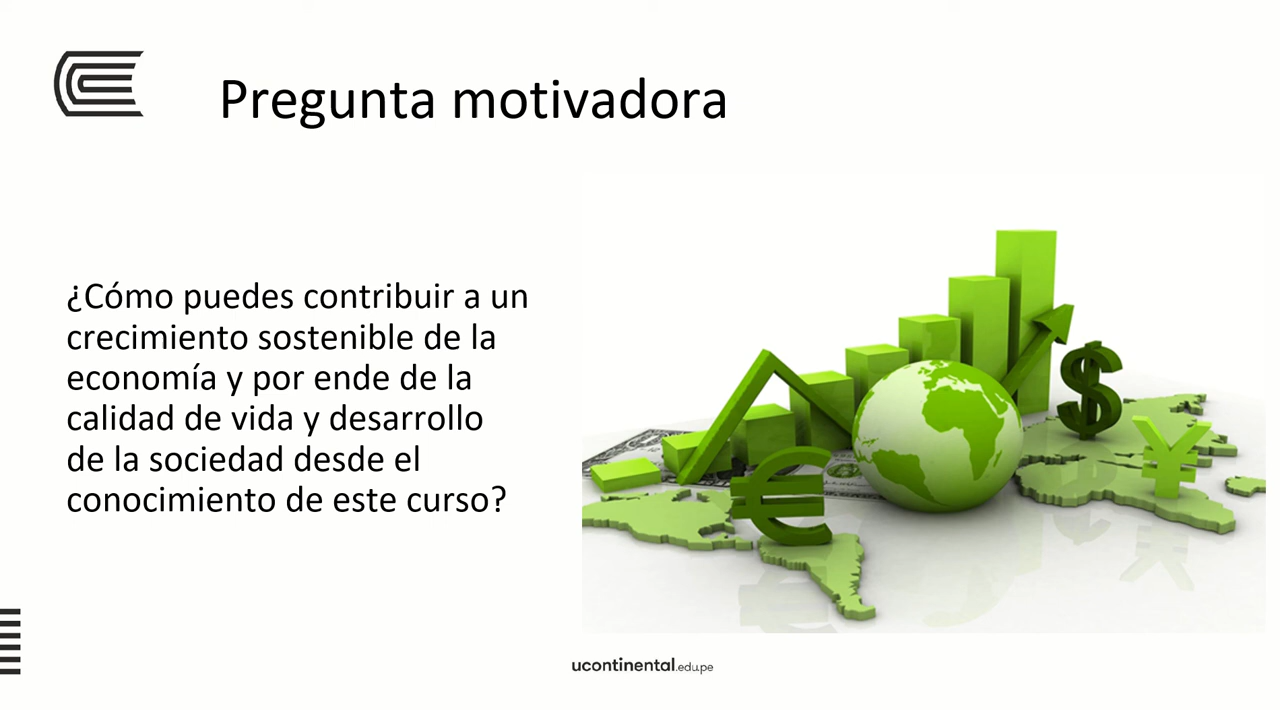 Pregunta motivadora
¿Cómo puedes contribuir a un
crecimiento sostenible de la
economía y por ende de la
calidad de vida y desarrollo
de la sociedad desde el
conocimiento de este curso?
$
¥
€
ucontinental.edu.pe